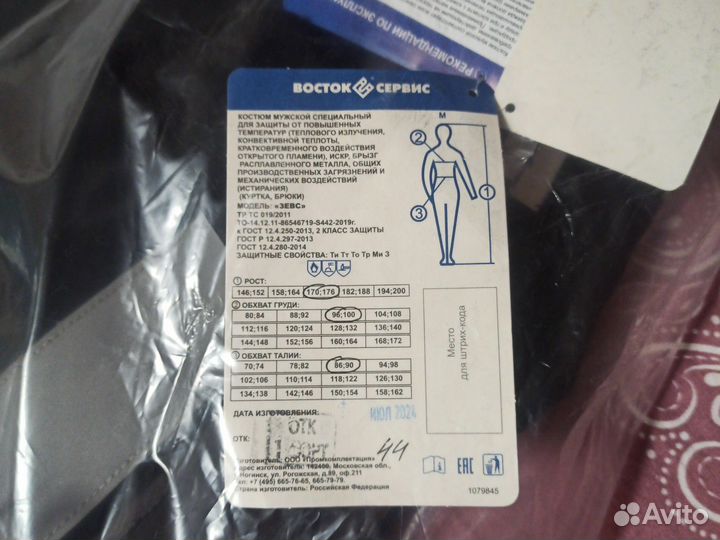 РЕКОМЕНДАЦИИ ПО ЭКСПЛУ
ВОСТОК СЕРВИС
КОСТЮМ МУЖСКОЙ СПЕЦИАЛЬНЫЙ
ДЛЯ ЗАЩИТЫ ОТ ПОВЫШЕННЫХ
ТЕМПЕРАТУР (ТЕПЛОВОГО ИЗЛУЧЕНИЯ,
КОНВЕКТИВНОЙ ТЕПЛОТЫ,
КРАТКОВРЕМЕННОГО ВОЗДЕЙСТВИЯ
ОТКРЫТОГО ПЛАМЕНИ), ИСКР, БРЫЗГ
РАСПЛАВЛЕННОГО МЕТАЛЛА, ОБЩИХ
ПРОИЗВОДСТВЕННЫХ ЗАГРЯЗНЕНИЙ И
МЕХАНИЧЕСКИХ ВОЗДЕЙСТВИЙ
(ИСТИРАНИЯ)
(КУРТКА, БРЮКИ)
МОДЕЛЬ: «ЗЕВС»
ТР ТС 019/2011
ТО-14.12.11-86546719-S442-2019г.
к ГОСТ 12.4.250-2013, 2 КЛАСС ЗАЩИТЫ
ГОСТ Р 12.4.297-2013
ГОСТ 12.4.280-2014
ЗАЩИТНЫЕ СВОЙСТВА: Ти Тт То Тр Ми З
М
2
1
3
1 РОСТ:
146;152 158;164 170;176 182;188 194;200
2 ОБХВАТ ГРУДИ:
80;84 88;92 96;100 104;108
112;116 120;124 128;132 136;140
144;148 152;156 160;164 168;172
3 ОБХВАТ ТАЛИИ:
70;74 78;82 86;90 94;98
102;106 110;114 118;122 126;130
134;138 142;146 150;154 158;162
Место
для штрих-кода
ДАТА ИЗГОТОВЛЕНИЯ: ИЮЛ 2024
ОТК: ОТК
44
Изготовитель: ООО «Промкомплектация»
Адрес изготовителя: 142400. Московская обл.,
г. Ногинск, ул. Рогожская, д.89, оф.211
тел: +7 (495) 665-76-65, 665-79-79.
Страна изготовитель: Российская Федерация
EAC
1079845
Avito